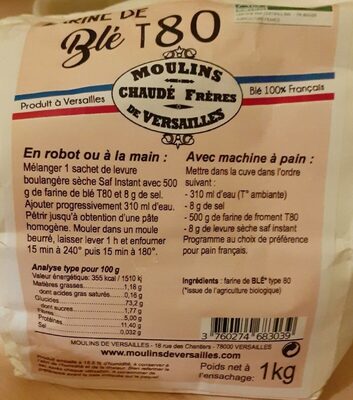 FARINE DE
Blé T80
MOULINS
CHAUDÉ FRÈRES
DE VERSAILLES
Produit à Versailles
Blé 100% Français
En robot ou à la main :
Mélanger 1 sachet de levure
boulangère sèche Saf Instant avec 500
g de farine de blé T80 et 8 g de sel.
Ajouter progressivement 310 ml d'eau.
Pétrir jusqu'à obtention d'une pâte
homogène. Mouler dans un moule
beurré, laisser lever 1 h et enfourner
15 min à 240° puis 15 min à 180°.
Avec machine à pain :
Mettre dans la cuve dans l'ordre
suivant :
- 310 ml d'eau (T° ambiante)
- 8 g de sel
- 500 g de farine de froment T80
- 8 g de levure sèche saf instant
Programme au choix de préférence
pour pain français.
Analyse type pour 100 g
Valeur énergétique: 355 kcal / 1510 kj
Matières grasses... 1,18 g
dont acides gras saturés... 0,16 g
Glucides... 73,2 g
dont sucres... 1,77 g
Fibres... 5,00 g
Protéines... 11,40 g
Sel... 0,032 g
Ingrédients : farine de BLÉ* type 80
(*issue de l'agriculture biologique)
3 760274 683039
MOULINS DE VERSAILLES - 18 rue des Chantiers - 78000 VERSAILLES
www.moulinsdeversailles.com
Poids net à
l'ensachage:
1kg